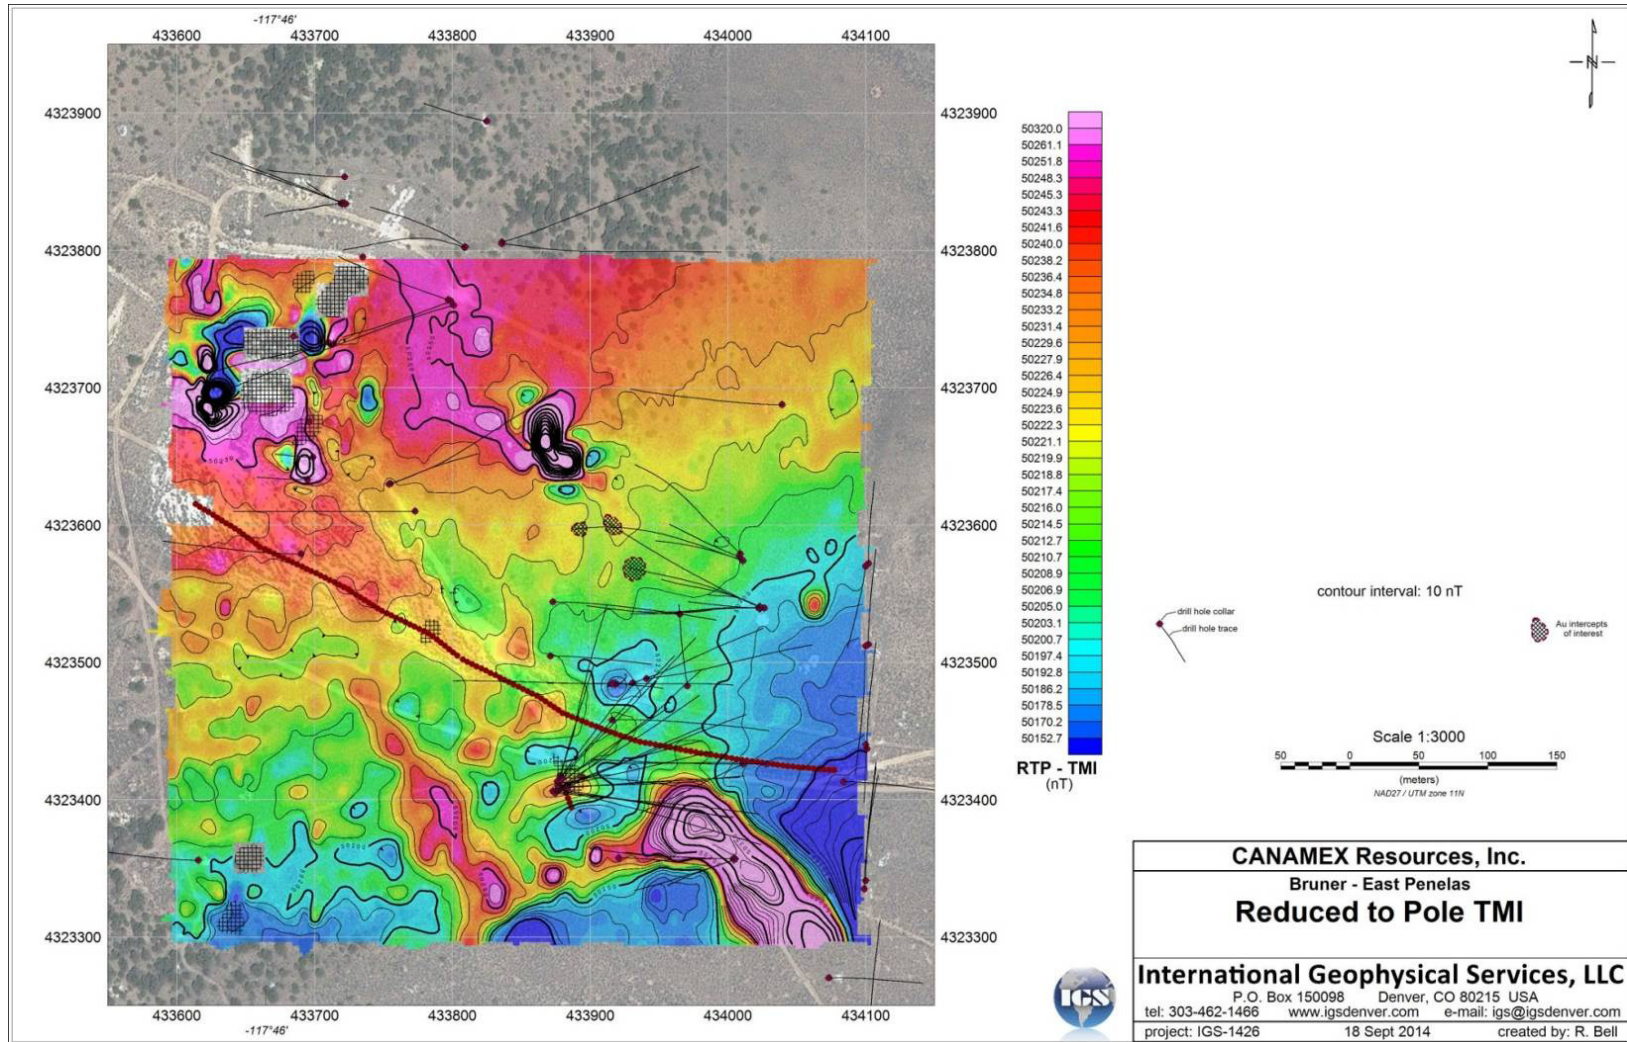 -117°46'
433600 433700 433800 433900 434000 434100
4323900 4323900
4323800 4323800
4323700 4323700
4323600 4323600
4323500 4323500
4323400 4323400
4323300 4323300
433600 433700 433800 433900 434000 434100
-117°46'
N
50320.0
50261.1
50251.8
50248.3
50245.3
50243.3
50241.6
50240.0
50238.2
50236.4
50234.8
50233.2
50231.4
50229.6
50227.9
50226.4
50224.9
50223.6
50222.3
50221.1
50219.9
50218.8
50217.4
50216.0
50214.5
50212.7
50210.7
50208.9
50206.9
50205.0
50203.1
50200.7
50197.4
50192.8
50186.2
50178.5
50170.2
50152.7
RTP - TMI
(nT)
contour interval: 10 nT
drill hole collar
drill hole trace
Au intercepts
of interest
Scale 1:3000
50 0 50 100 150
(meters)
NAD27 / UTM zone 11N
CANAMEX Resources, Inc.
Bruner - East Penelas
Reduced to Pole TMI
IGS
International Geophysical Services, LLC
P.O. Box 150098 Denver, CO 80215 USA
tel: 303-462-1466 www.igsdenver.com e-mail: igs@igsdenver.com
project: IGS-1426 18 Sept 2014 created by: R. Bell